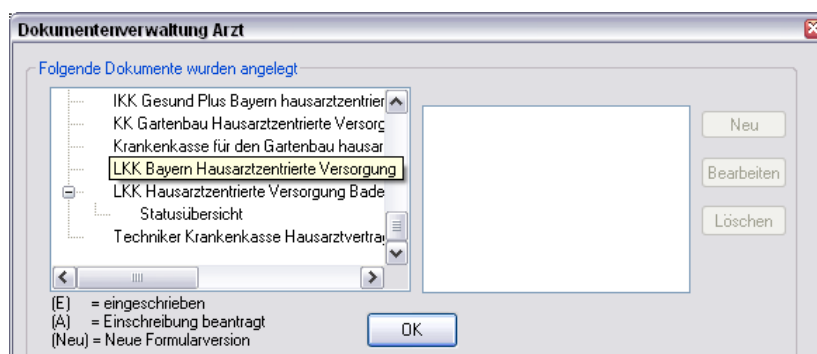 Dokumentenverwaltung Arzt
Folgende Dokumente wurden angelegt
IKK Gesund Plus Bayern hausarztzentrier
KK Gartenbau Hausarztzentrierte Versorg
Krankenkasse für den Gartenbau hausar
LKK Bayern Hausarztzentrierte Versorgung
LKK Hausarztzentrierte Versorgung Bade
Statusübersicht
Techniker Krankenkasse Hausarztvertra
Neu
Bearbeiten
Löschen
(E) = eingeschrieben
(A) = Einschreibung beantragt
(Neu) = Neue Formularversion
OK